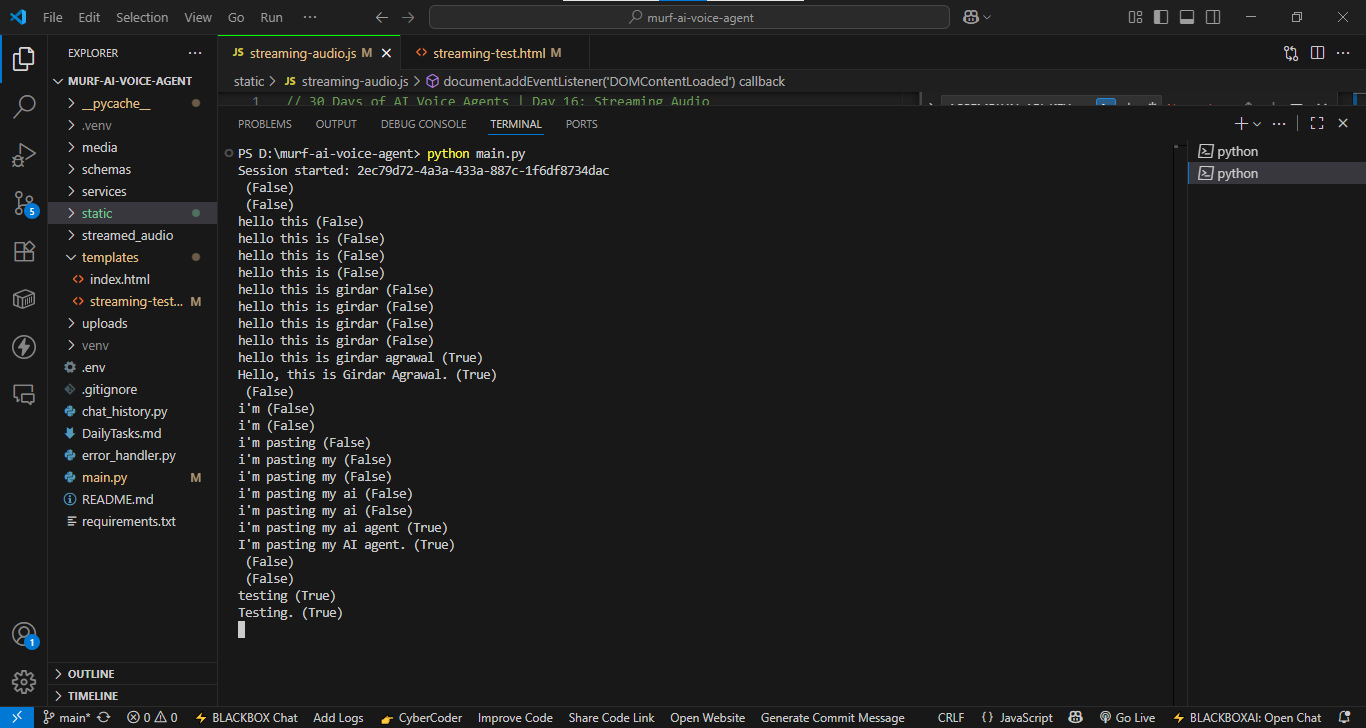 File Edit Selection View Go Run ··· murf-ai-voice-agent
EXPLORER ···
MURF-AI-VOICE-AGENT
__pycache__
.venv
media
schemas
services
static
streamed_audio
templates
index.html
streaming-test... M
uploads
venv
.env
.gitignore
chat_history.py
DailyTasks.md
error_handler.py
main.py M
README.md
requirements.txt
OUTLINE
TIMELINE
5
1
JS streaming-audio.js M streaming-test.html M
static > JS streaming-audio.js > document.addEventListener('DOMContentLoaded') callback
1 // 30 Days of AI Voice Agents | Day 16: Streaming Audio
PROBLEMS OUTPUT DEBUG CONSOLE TERMINAL PORTS
PS D:\murf-ai-voice-agent> python main.py
Session started: 2ec79d72-4a3a-433a-887c-1f6df8734dac
(False)
(False)
hello this (False)
hello this is (False)
hello this is (False)
hello this is (False)
hello this is girdar (False)
hello this is girdar (False)
hello this is girdar (False)
hello this is girdar (False)
hello this is girdar agrawal (True)
Hello, this is Girdar Agrawal. (True)
(False)
i'm (False)
i'm (False)
i'm pasting (False)
i'm pasting my (False)
i'm pasting my (False)
i'm pasting my ai (False)
i'm pasting my ai (False)
i'm pasting my ai agent (True)
I'm pasting my AI agent. (True)
(False)
(False)
testing (True)
Testing. (True)
python
python
main* 0 0 BLACKBOX Chat Add Logs CyberCoder Improve Code Share Code Link Open Website Generate Commit Message CRLF {} JavaScript Go Live BLACKBOXAI: Open Chat